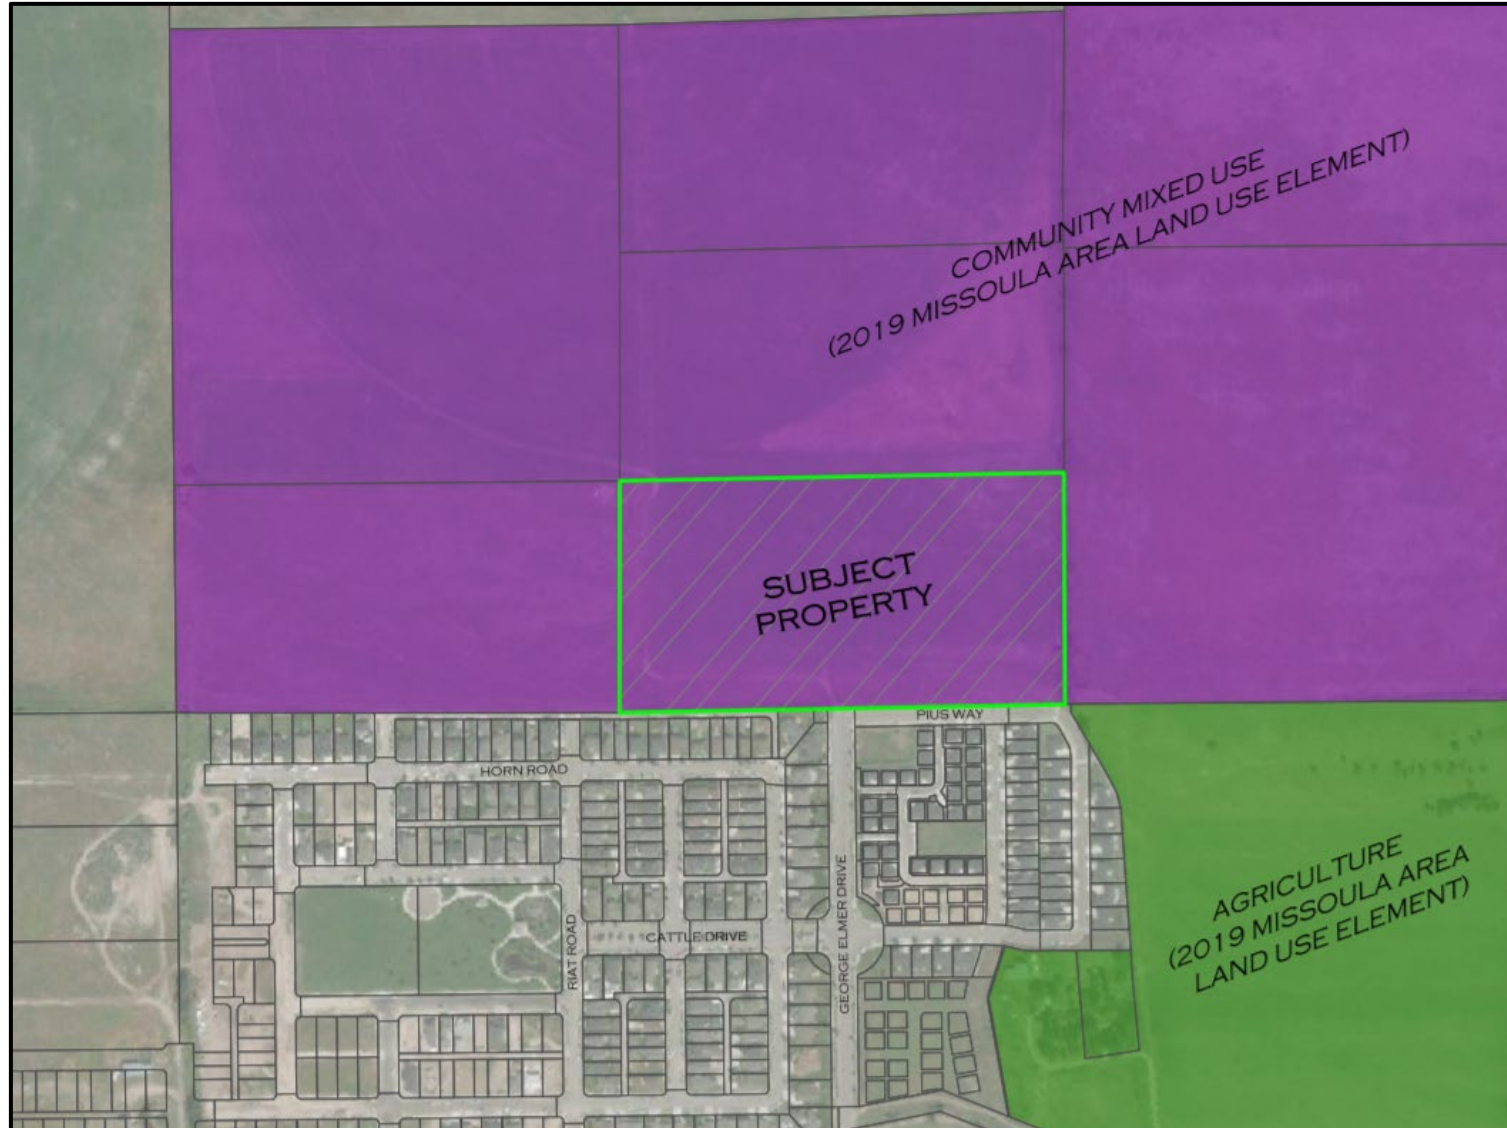 COMMUNITY MIXED USE
(2019 MISSOULA AREA LAND USE ELEMENT)
SUBJECT
PROPERTY
PIUS WAY
HORN ROAD
GEORGE ELMER DRIVE
RIAT ROAD
CATTLE DRIVE
AGRICULTURE
(2019 MISSOULA AREA
LAND USE ELEMENT)